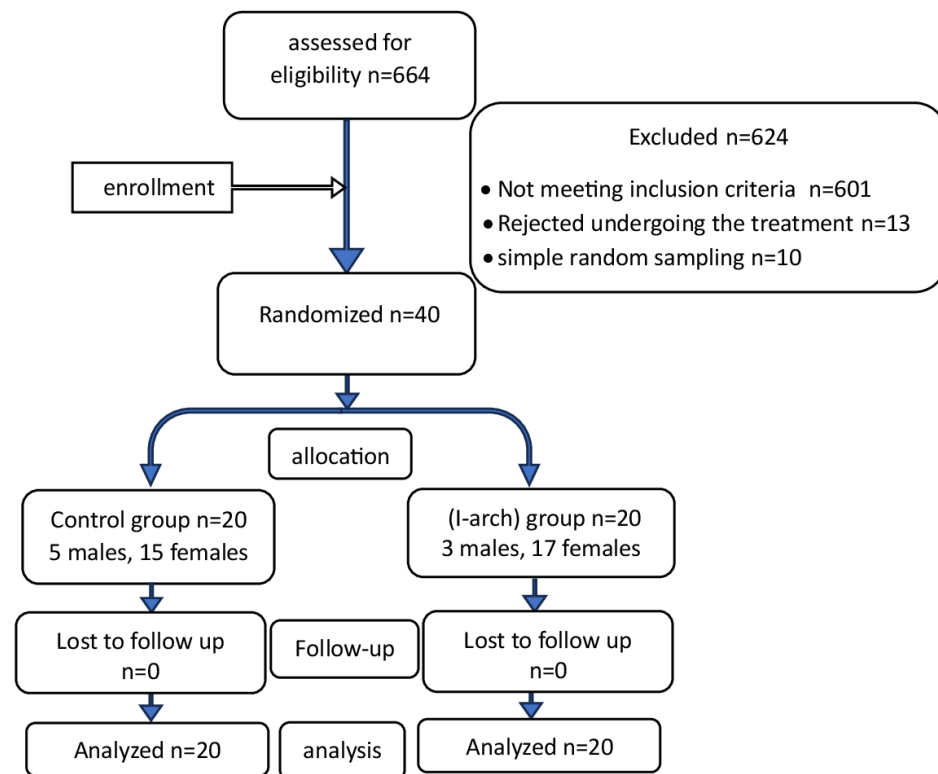 assessed for
eligibility n=664
Excluded n=624
enrollment
• Not meeting inclusion criteria n=601
• Rejected undergoing the treatment n=13
• simple random sampling n=10
Randomized n=40
allocation
Control group n=20
5 males, 15 females
(I-arch) group n=20
3 males, 17 females
Lost to follow up
n=0
Follow-up
Lost to follow up
n=0
Analyzed n=20
analysis
Analyzed n=20